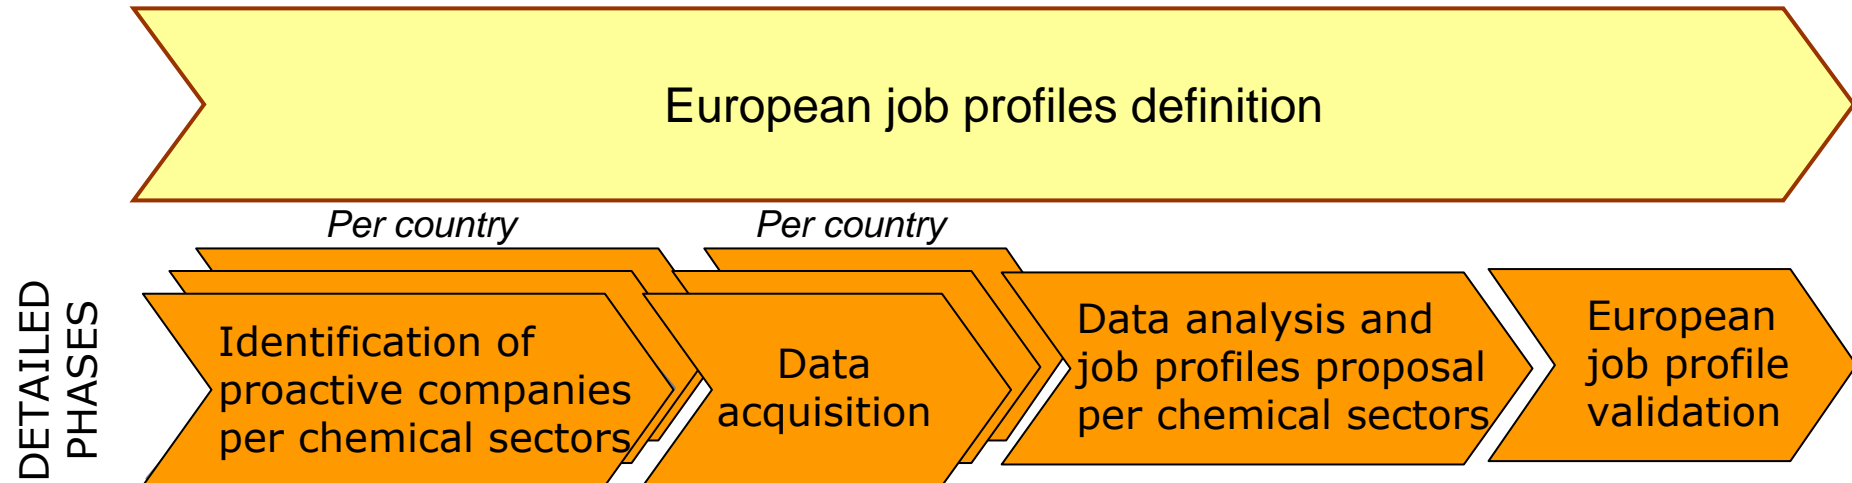 European job profiles definition
Per country
Per country
DETAILED
PHASES
Identification of
proactive companies
per chemical sectors
Data
acquisition
Data analysis and
job profiles proposal
per chemical sectors
European
job profile
validation